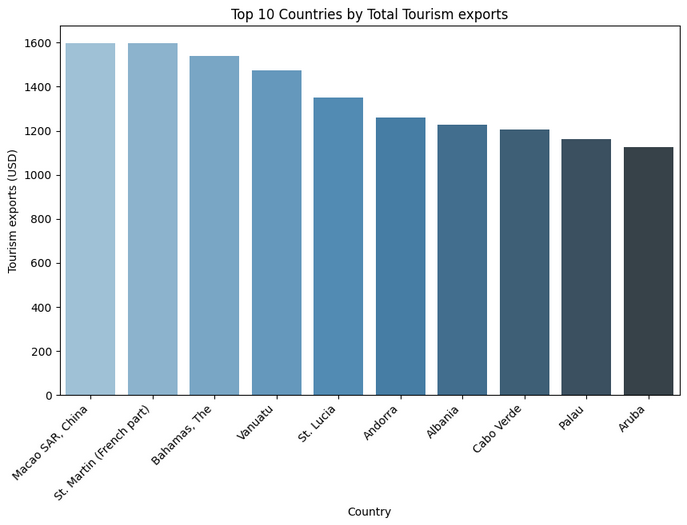 Top 10 Countries by Total Tourism exports
Tourism exports (USD)
1600
1400
1200
1000
800
600
400
200
0
Macao SAR, China
St. Martin (French part)
Bahamas, The
Vanuatu
St. Lucia
Andorra
Albania
Cabo Verde
Palau
Aruba
Country